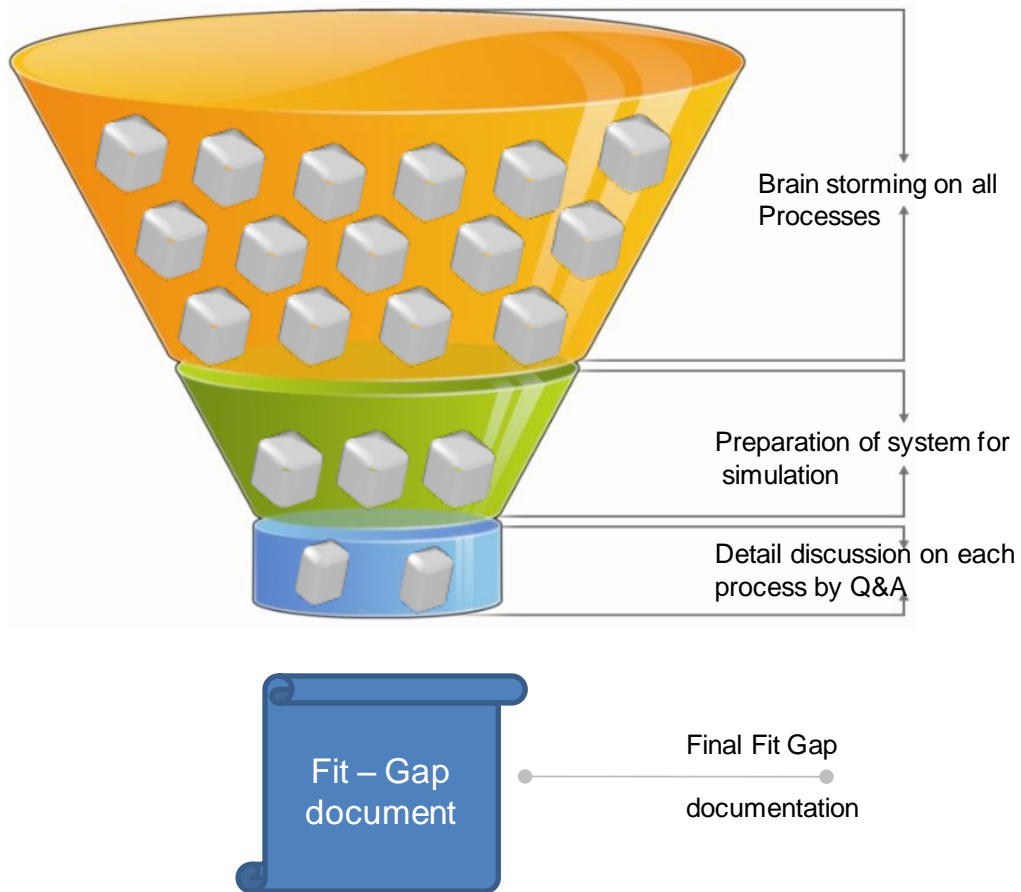 Brain storming on all
Processes
Preparation of system for
simulation
Detail discussion on each
process by Q&A
Fit – Gap
document
Final Fit Gap
documentation